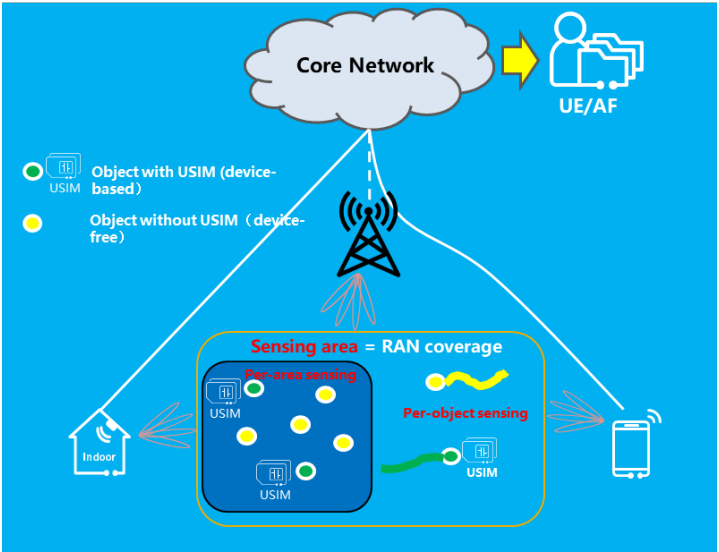 Core Network
UE/AF
USIM
Object with USIM (device-
based）
Object without USIM（device-
free）
Sensing area = RAN coverage
Per-area sensing
USIM
Per-object sensing
Indoor
USIM
USIM